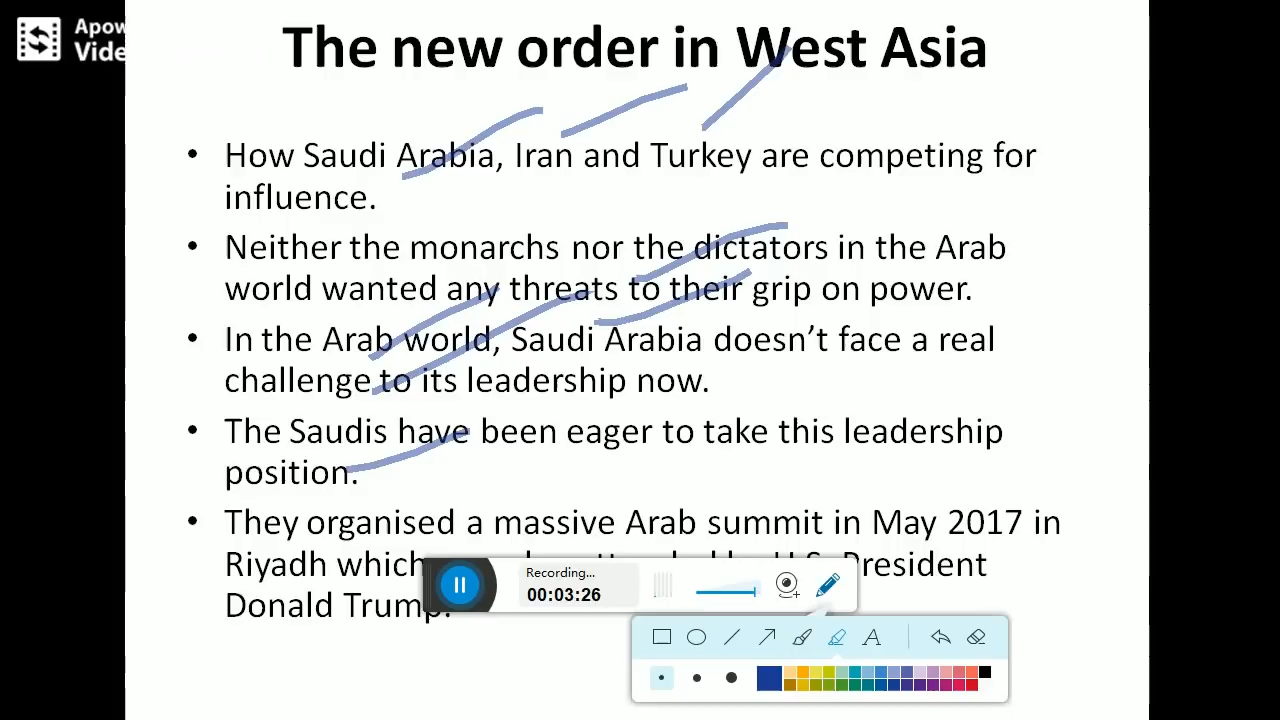 Apow
Vide
The new order in West Asia
• How Saudi Arabia, Iran and Turkey are competing for
influence.
• Neither the monarchs nor the dictators in the Arab
world wanted any threats to their grip on power.
• In the Arab world, Saudi Arabia doesn’t face a real
challenge to its leadership now.
• The Saudis have been eager to take this leadership
position.
• They organised a massive Arab summit in May 2017 in
Riyadh which President
Donald Trump.
Recording...
00:03:26
A